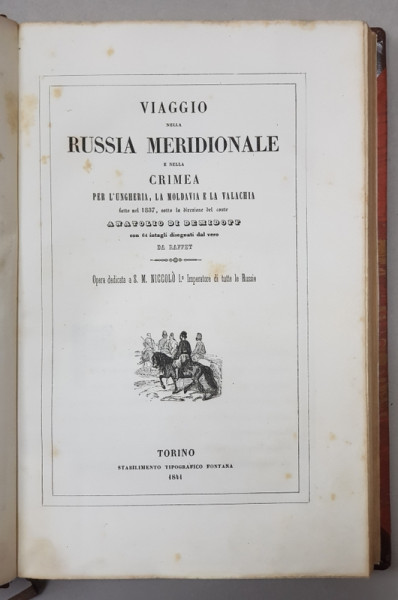 VIAGGIO
NELLA
RUSSIA MERIDIONALE
E NELLA
CRIMEA
PER L'UNGHERIA, LA MOLDAVIA E LA VALACHIA
fatto nel 1837, sotto la direzione del conte
ANATOLIO DI DEMIDOFF
con 64 intagli disegnati dal vero
DA RAFFET
Opera dedicata a S. M. NICCOLÒ I.º Imperatore di tutte le Russie
TORINO
STABILIMENTO TIPOGRAFICO FONTANA
1841